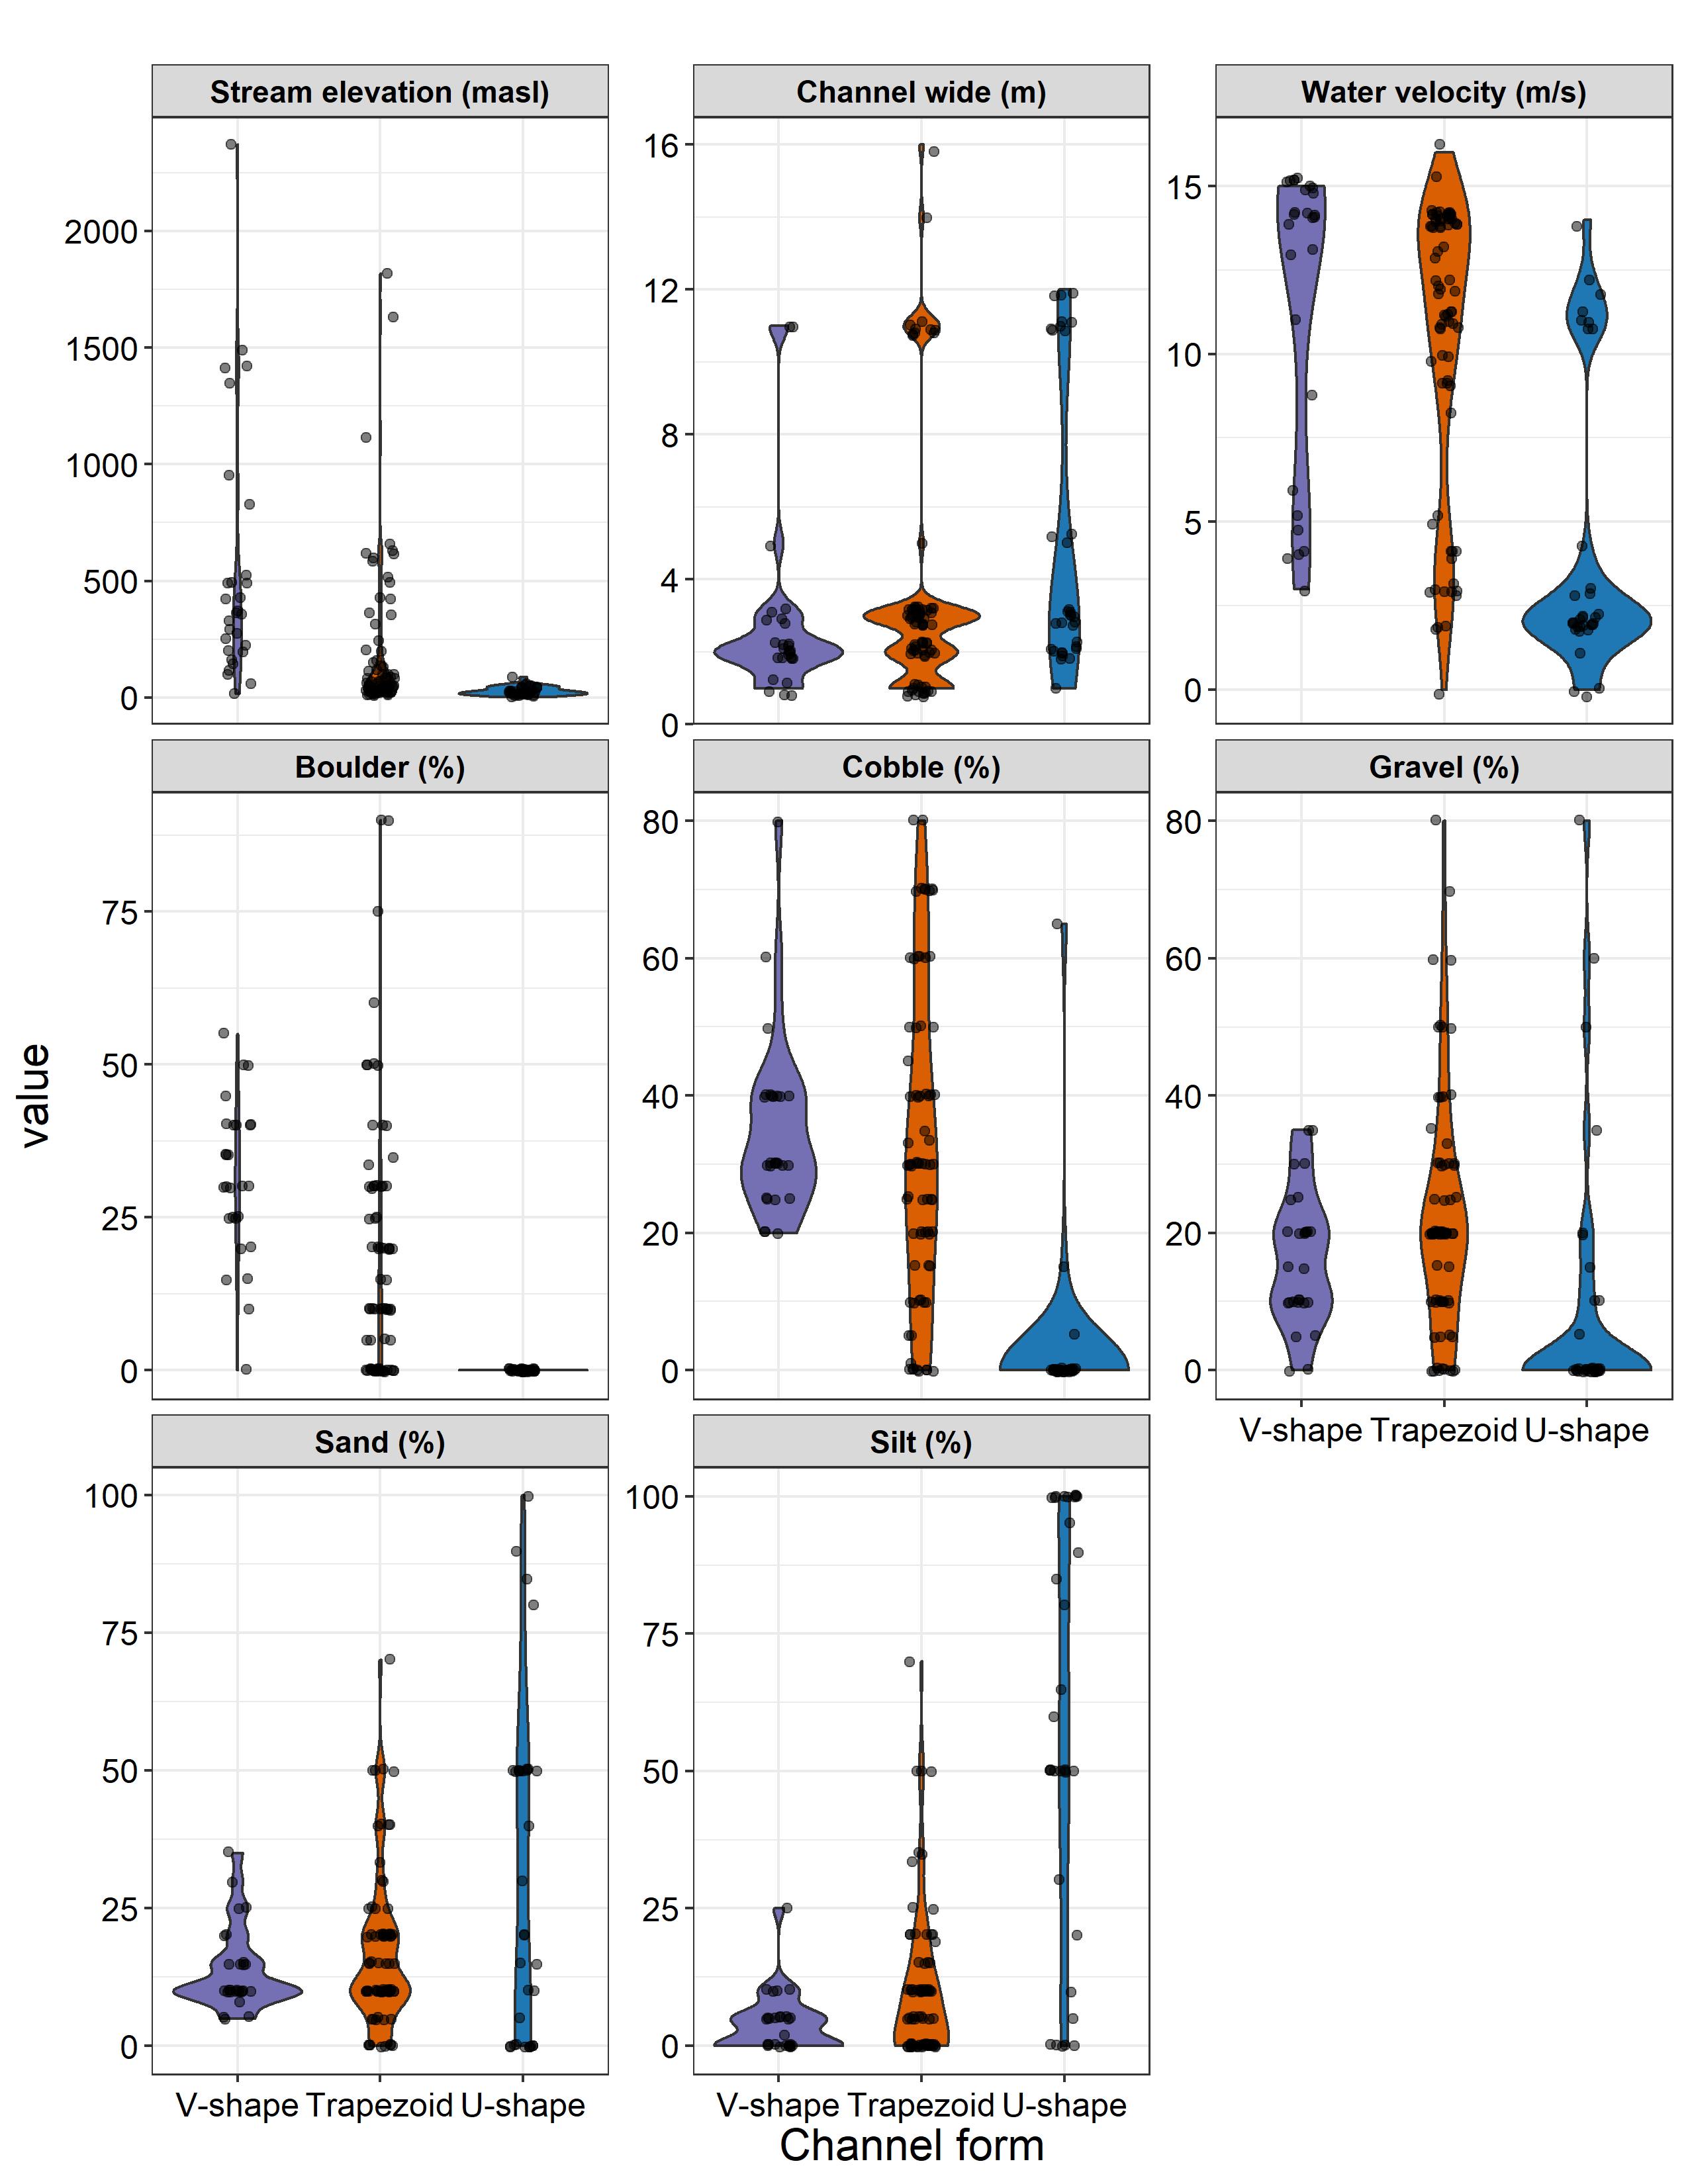 Stream elevation (masl)
Channel wide (m)
Water velocity (m/s)
2000
1500
1000
500
0
16
12
8
4
0
15
10
5
0
Boulder (%)
Cobble (%)
Gravel (%)
75
50
25
0
80
60
40
20
0
80
60
40
20
0
V-shape Trapezoid U-shape
Sand (%)
Silt (%)
100
75
50
25
0
100
75
50
25
0
V-shape Trapezoid U-shape
V-shape Trapezoid U-shape
Channel form
value